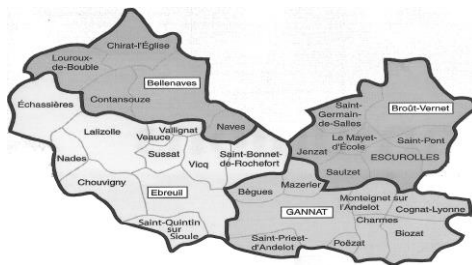 Chirat-l'Église
Louroux-
de-Bouble
Bellenaves
Échassières
Contansouze
Naves
Lalizolle
Vallignat
Veauce
Sussat
Vicq
Saint-Bonnet
de-Rochefort
Nades
Chouvigny
Ebreuil
Saint-Quintin
sur
Sioule
Saint-
Germain-
de-Salles
Broût-Vernet
Le Mayet-
d'École
Saint-Pont
Jenzat
ESCUROLLES
Saulzet
Bègues
Mazerier
Monteignet sur
l'Andelot
Cognat-Lyonne
GANNAT
Charmes
Biozat
Saint-Priest-
d'Andelot
Poëzat